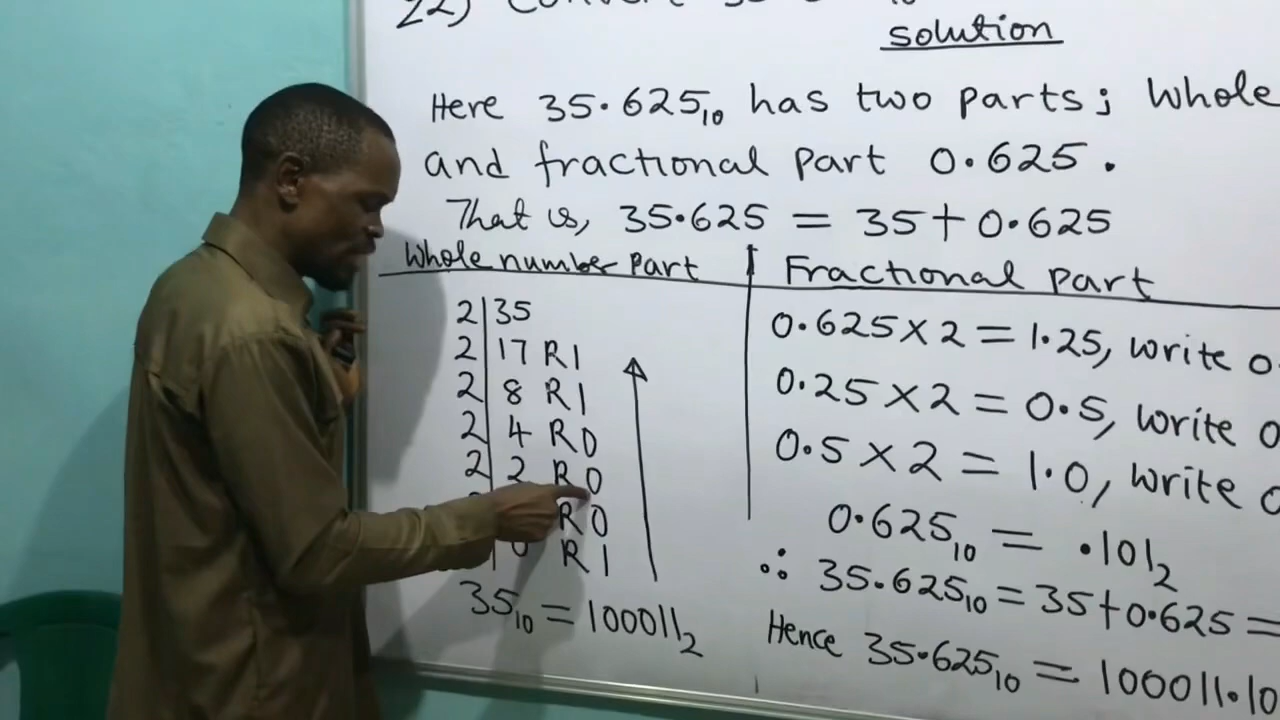 22) Convert
solution
Here 35.625₁₀ has two parts; Whole
and fractional part 0.625.
That is, 35.625 = 35+0.625
Whole number part
2 35
2 17 R1
2 8 R1
2 4 R0
2 2 R0
R0
0 R1
35₁₀ = 100011₂
Fractional part
0.625×2 = 1.25, write
0.25×2 = 0.5, write
0.5×2 = 1.0, write
0.625₁₀ = .101₂
∴ 35.625₁₀ = 35+0.625 =
Hence 35.625₁₀ = 100011.10